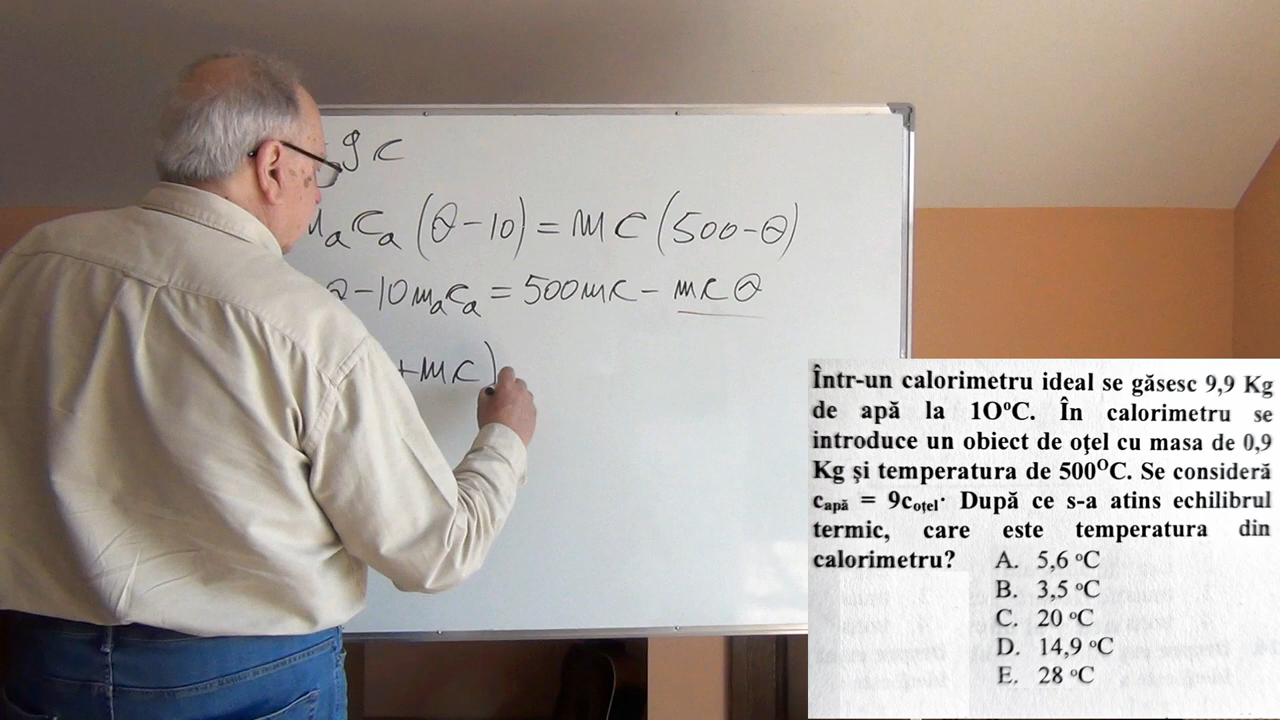 9c
mₐcₐ(θ-10)=mc(500-θ)
θ-10mₐcₐ=500mc-mcθ
+mc)
Într-un calorimetru ideal se găsesc 9,9 Kg
de apă la 1O°C. În calorimetru se
introduce un obiect de oţel cu masa de 0,9
Kg şi temperatura de 500°C. Se consideră
capă = 9coţel. După ce s-a atins echilibrul
termic, care este temperatura din
calorimetru? A. 5,6 °C
B. 3,5 °C
C. 20 °C
D. 14,9 °C
E. 28 °C